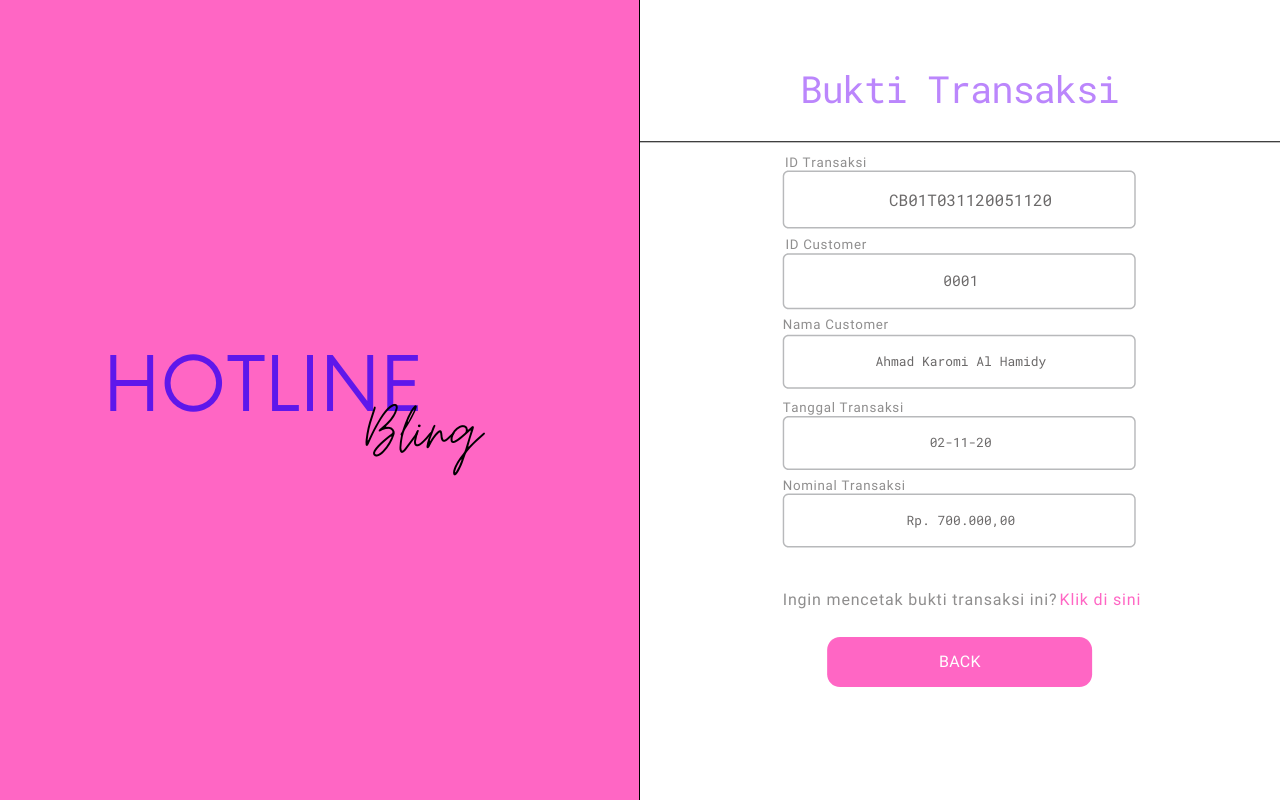 HOTLINE
Bling
Bukti Transaksi
ID Transaksi
CB01T031120051120
ID Customer
0001
Nama Customer
Ahmad Karomi Al Hamidy
Tanggal Transaksi
02-11-20
Nominal Transaksi
Rp. 700.000,00
Ingin mencetak bukti transaksi ini? Klik di sini
BACK